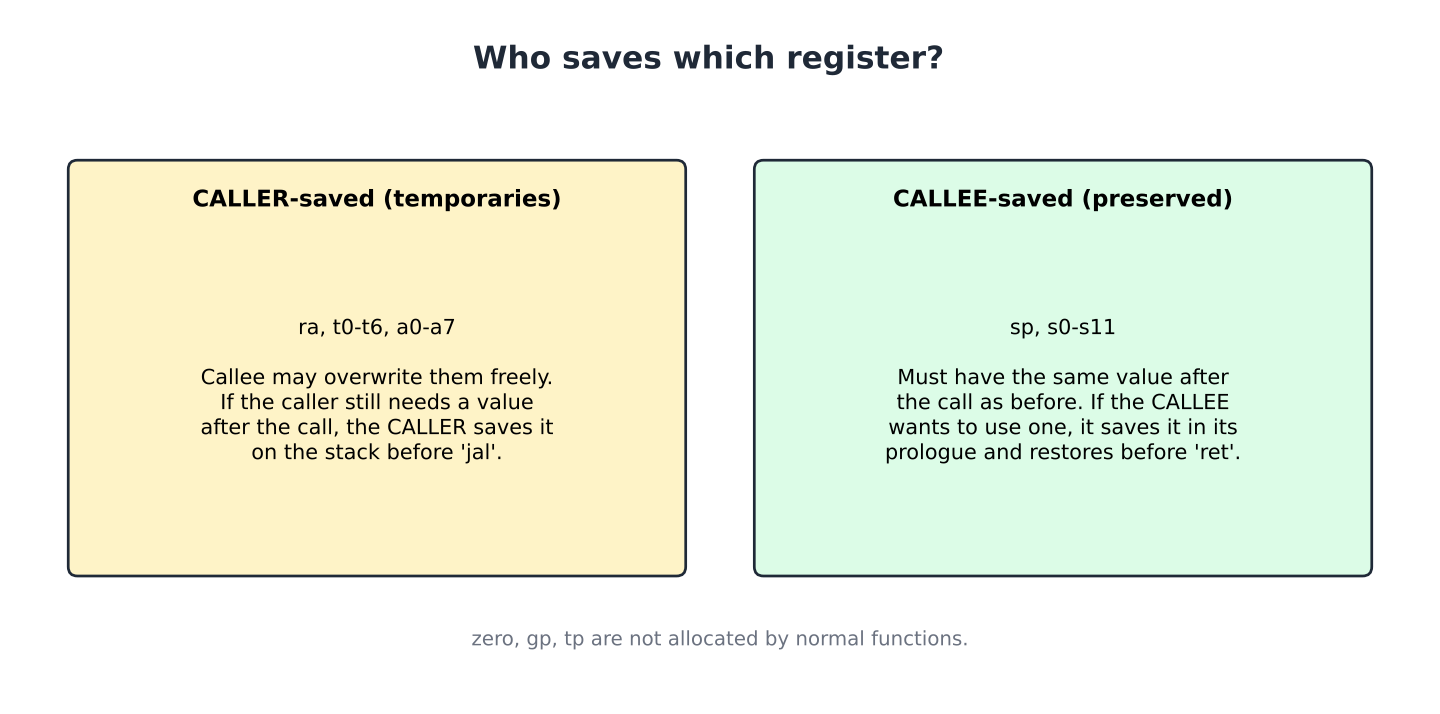 Who saves which register?
CALLER-saved (temporaries)
ra, t0-t6, a0-a7
Callee may overwrite them freely.
If the caller still needs a value
after the call, the CALLER saves it
on the stack before 'jal'.
CALLEE-saved (preserved)
sp, s0-s11
Must have the same value after
the call as before. If the CALLEE
wants to use one, it saves it in its
prologue and restores before 'ret'.
zero, gp, tp are not allocated by normal functions.